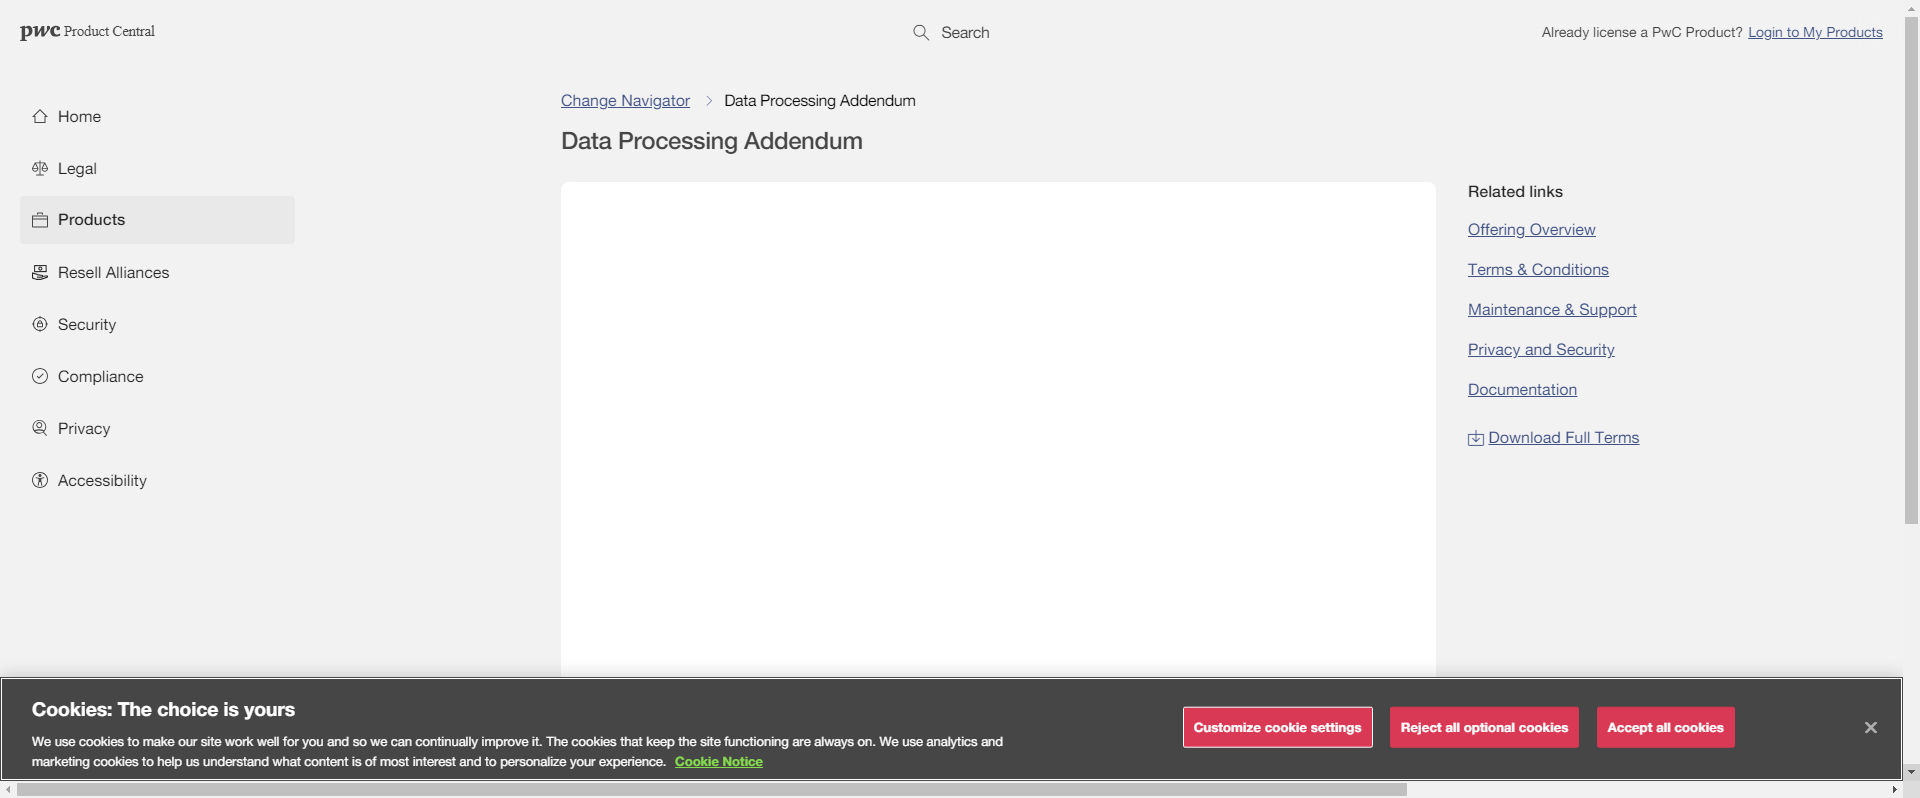 pwc Product Central
Search
Already license a PwC Product? Login to My Products
Home
Legal
Products
Resell Alliances
Security
Compliance
Privacy
Accessibility
Change Navigator > Data Processing Addendum
Data Processing Addendum
Related links
Offering Overview
Terms & Conditions
Maintenance & Support
Privacy and Security
Documentation
Download Full Terms
Cookies: The choice is yours
We use cookies to make our site work well for you and so we can continually improve it. The cookies that keep the site functioning are always on. We use analytics and
marketing cookies to help us understand what content is of most interest and to personalize your experience. Cookie Notice
Customize cookie settings
Reject all optional cookies
Accept all cookies